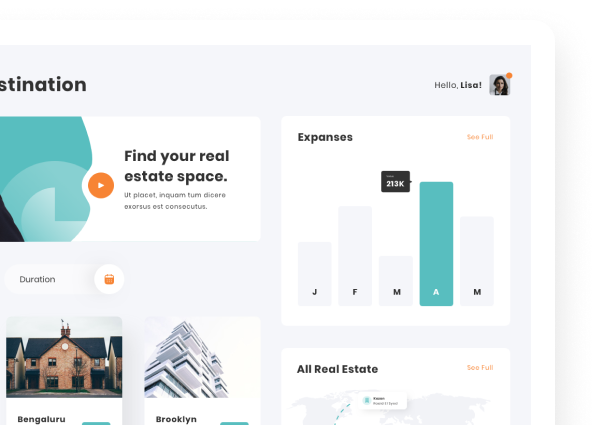 stination
Hello, Lisa!
Find your real
estate space.
Ut placet, inquam tum dicere
exorsus est consecutus.
Duration
Bengaluru
Brooklyn
Expanses
See Full
213K
J F M A M
All Real Estate
See Full